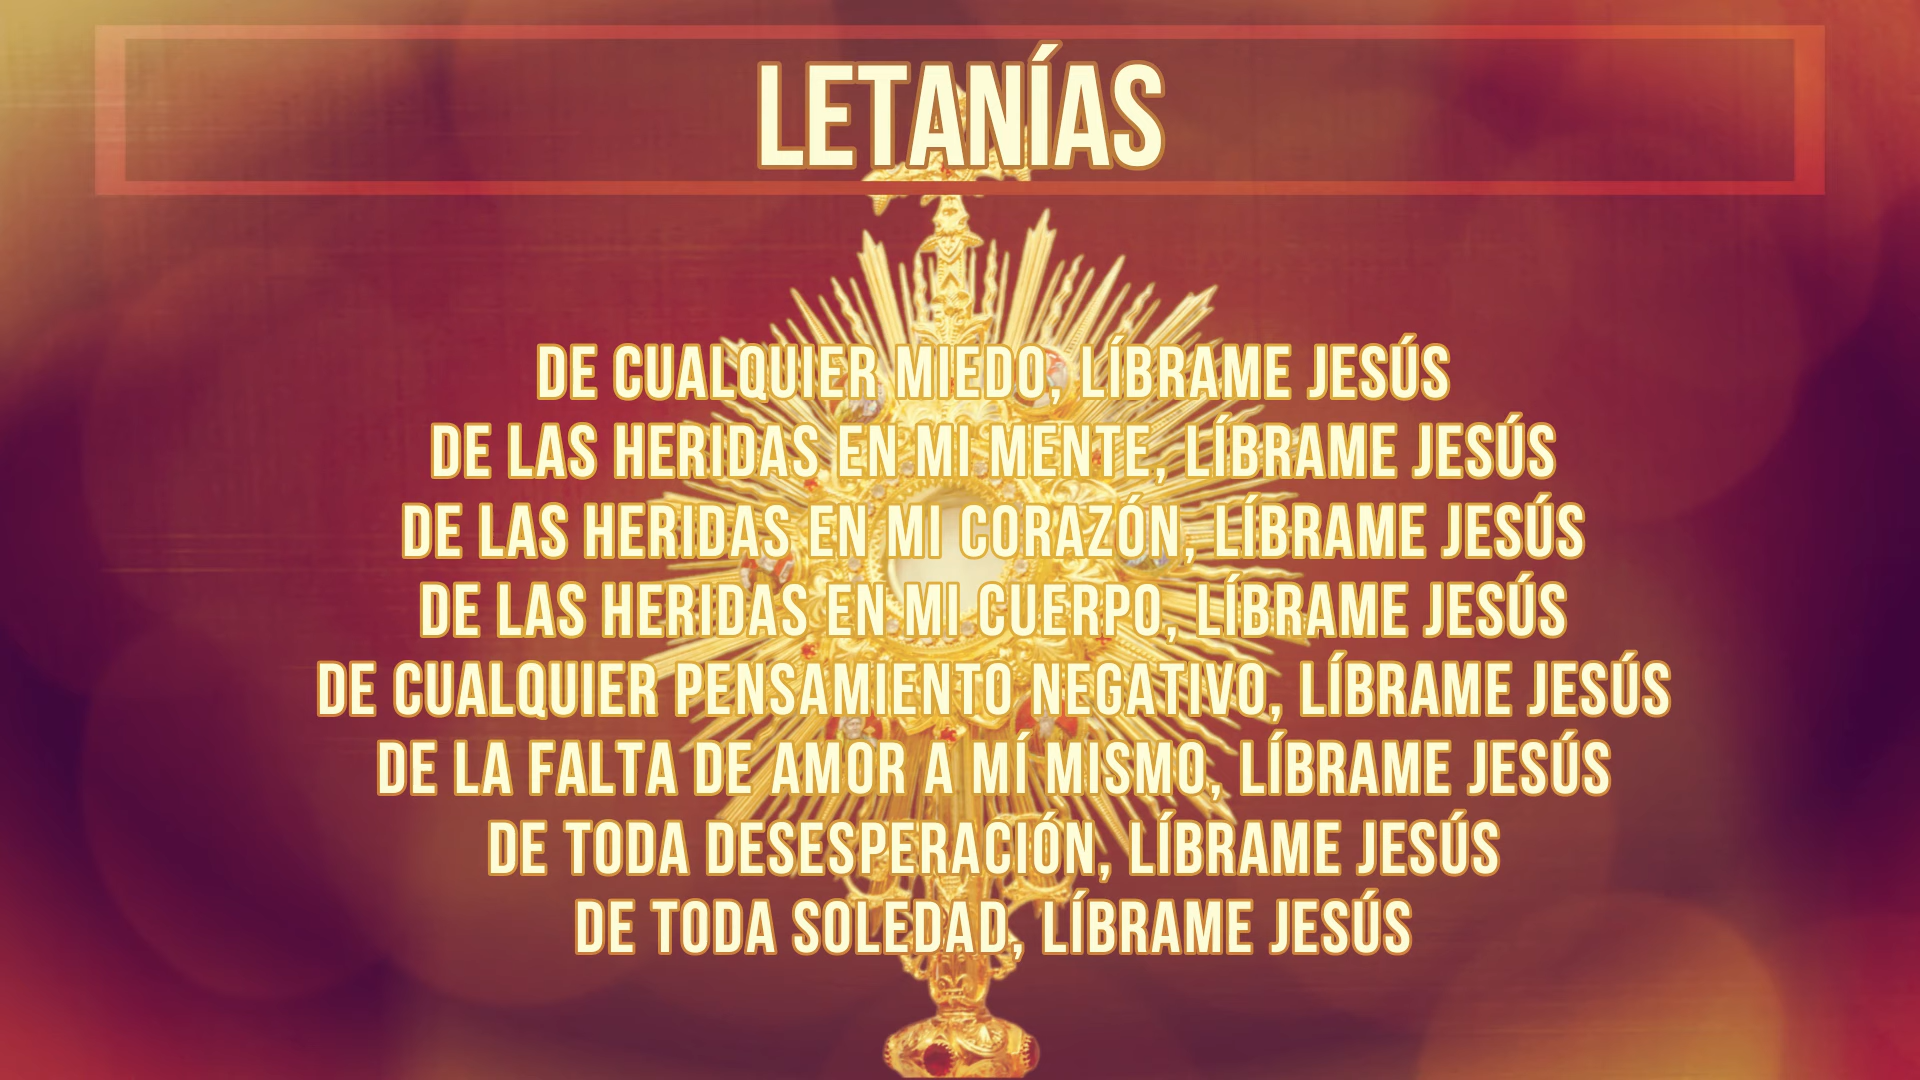 LETANÍAS
DE CUALQUIER MIEDO, LÍBRAME JESÚS
DE LAS HERIDAS EN MI MENTE, LÍBRAME JESÚS
DE LAS HERIDAS EN MI CORAZÓN, LÍBRAME JESÚS
DE LAS HERIDAS EN MI CUERPO, LÍBRAME JESÚS
DE CUALQUIER PENSAMIENTO NEGATIVO, LÍBRAME JESÚS
DE LA FALTA DE AMOR A MÍ MISMO, LÍBRAME JESÚS
DE TODA DESESPERACIÓN, LÍBRAME JESÚS
DE TODA SOLEDAD, LÍBRAME JESÚS